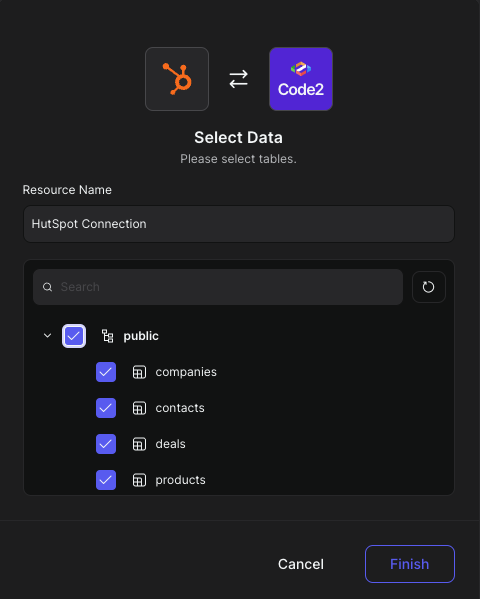 Code2
Select Data
Please select tables.
Resource Name
HutSpot Connection
Search
public
companies
contacts
deals
products
Cancel
Finish